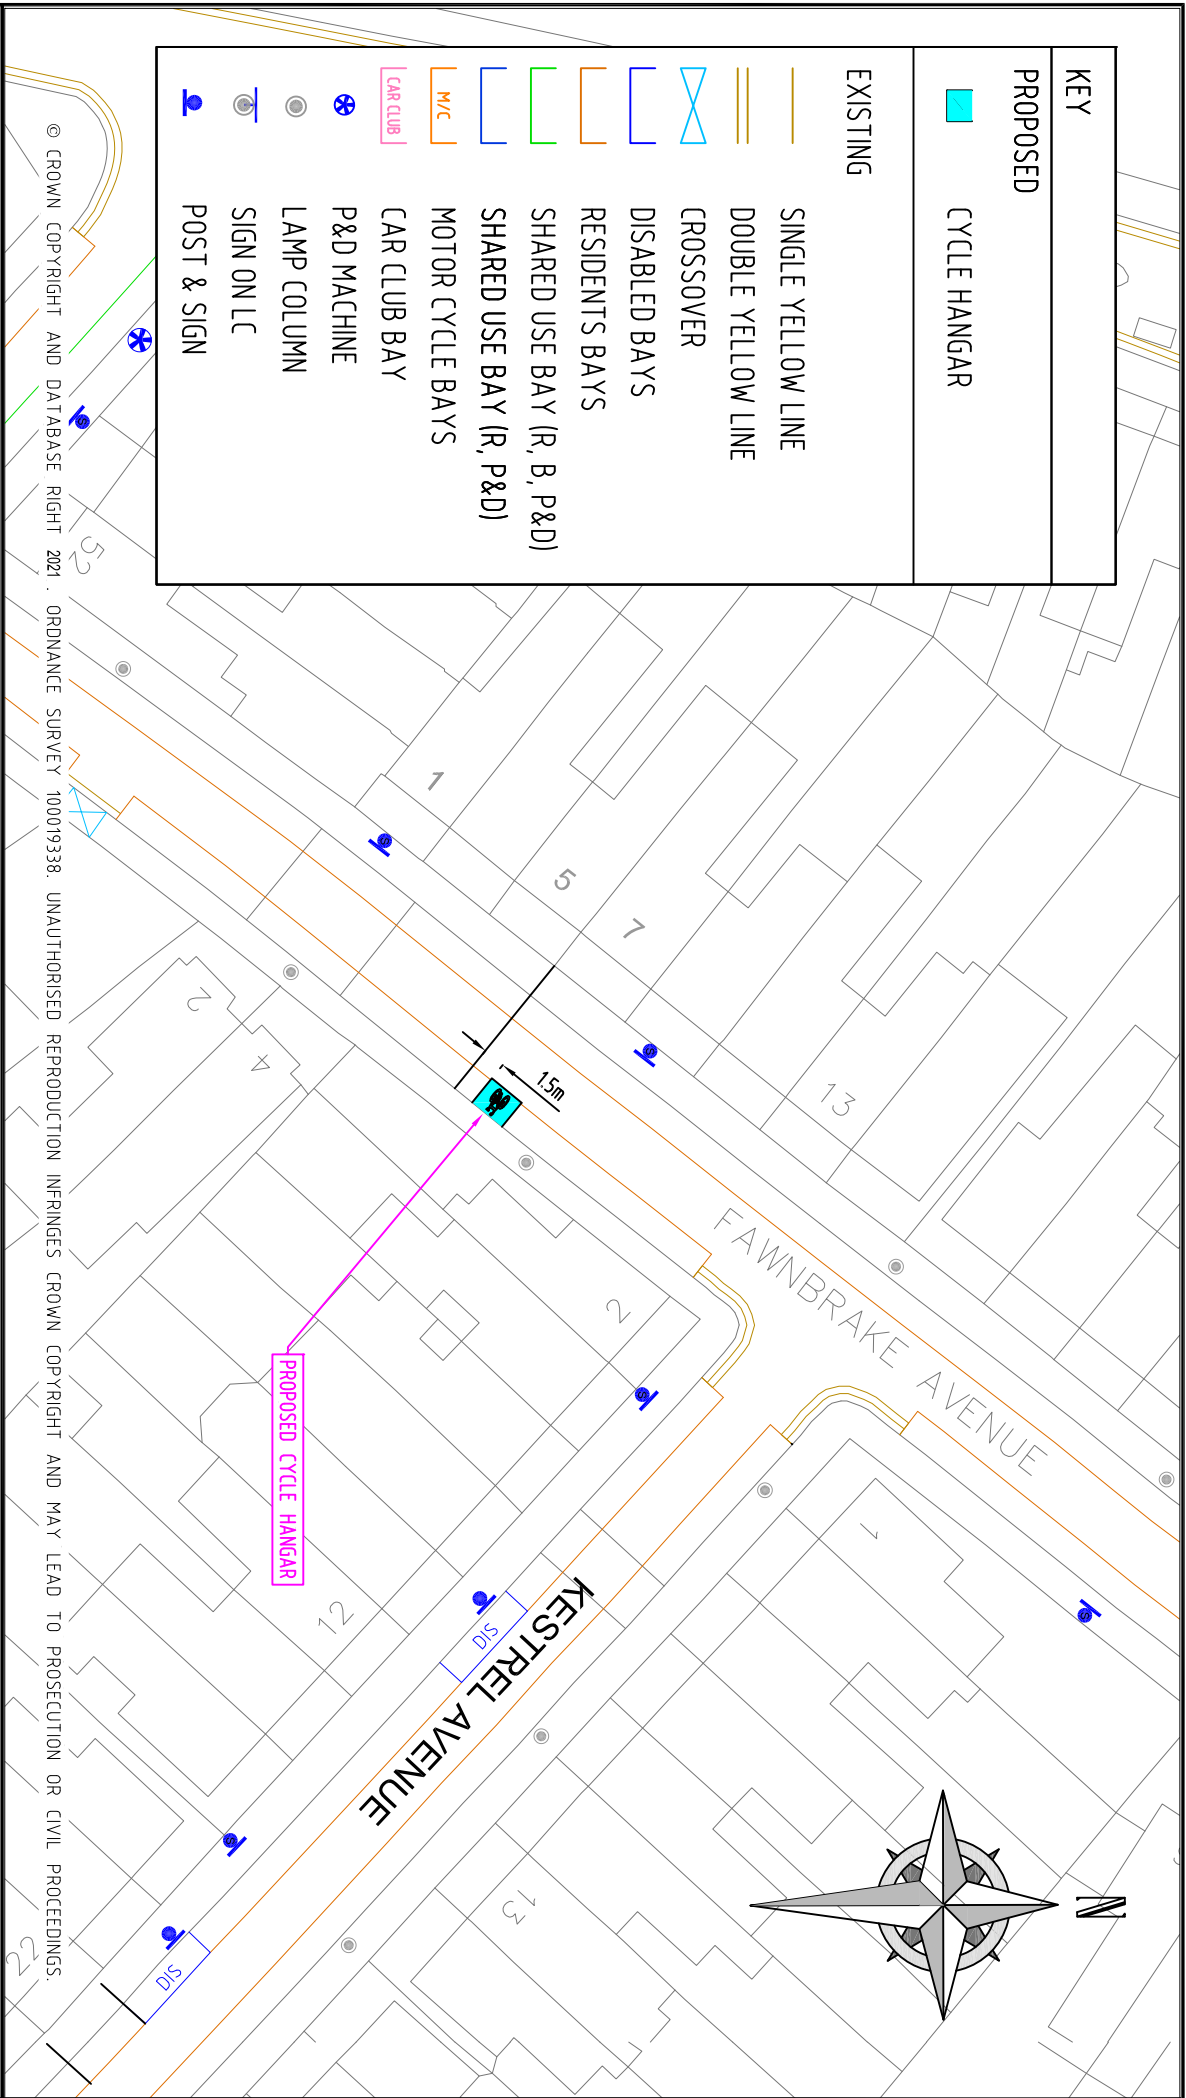 KEY
PROPOSED
CYCLE HANGAR
EXISTING
SINGLE YELLOW LINE
DOUBLE YELLOW LINE
CROSSOVER
DISABLED BAYS
RESIDENTS BAYS
SHARED USE BAY (R, B, P&D)
SHARED USE BAY (R, P&D)
M/C MOTOR CYCLE BAYS
CAR CLUB CAR CLUB BAY
P&D MACHINE
LAMP COLUMN
SIGN ON LC
POST & SIGN
N
FAWNBRAKE AVENUE
KESTREL AVENUE
1.5m
PROPOSED CYCLE HANGAR
DIS
DIS
52
1
5
7
13
2
4
2
12
22
1
13
© CROWN COPYRIGHT AND DATABASE RIGHT 2021. ORDNANCE SURVEY 100019338. UNAUTHORISED REPRODUCTION INFRINGES CROWN COPYRIGHT AND MAY LEAD TO PROSECUTION OR CIVIL PROCEEDINGS.